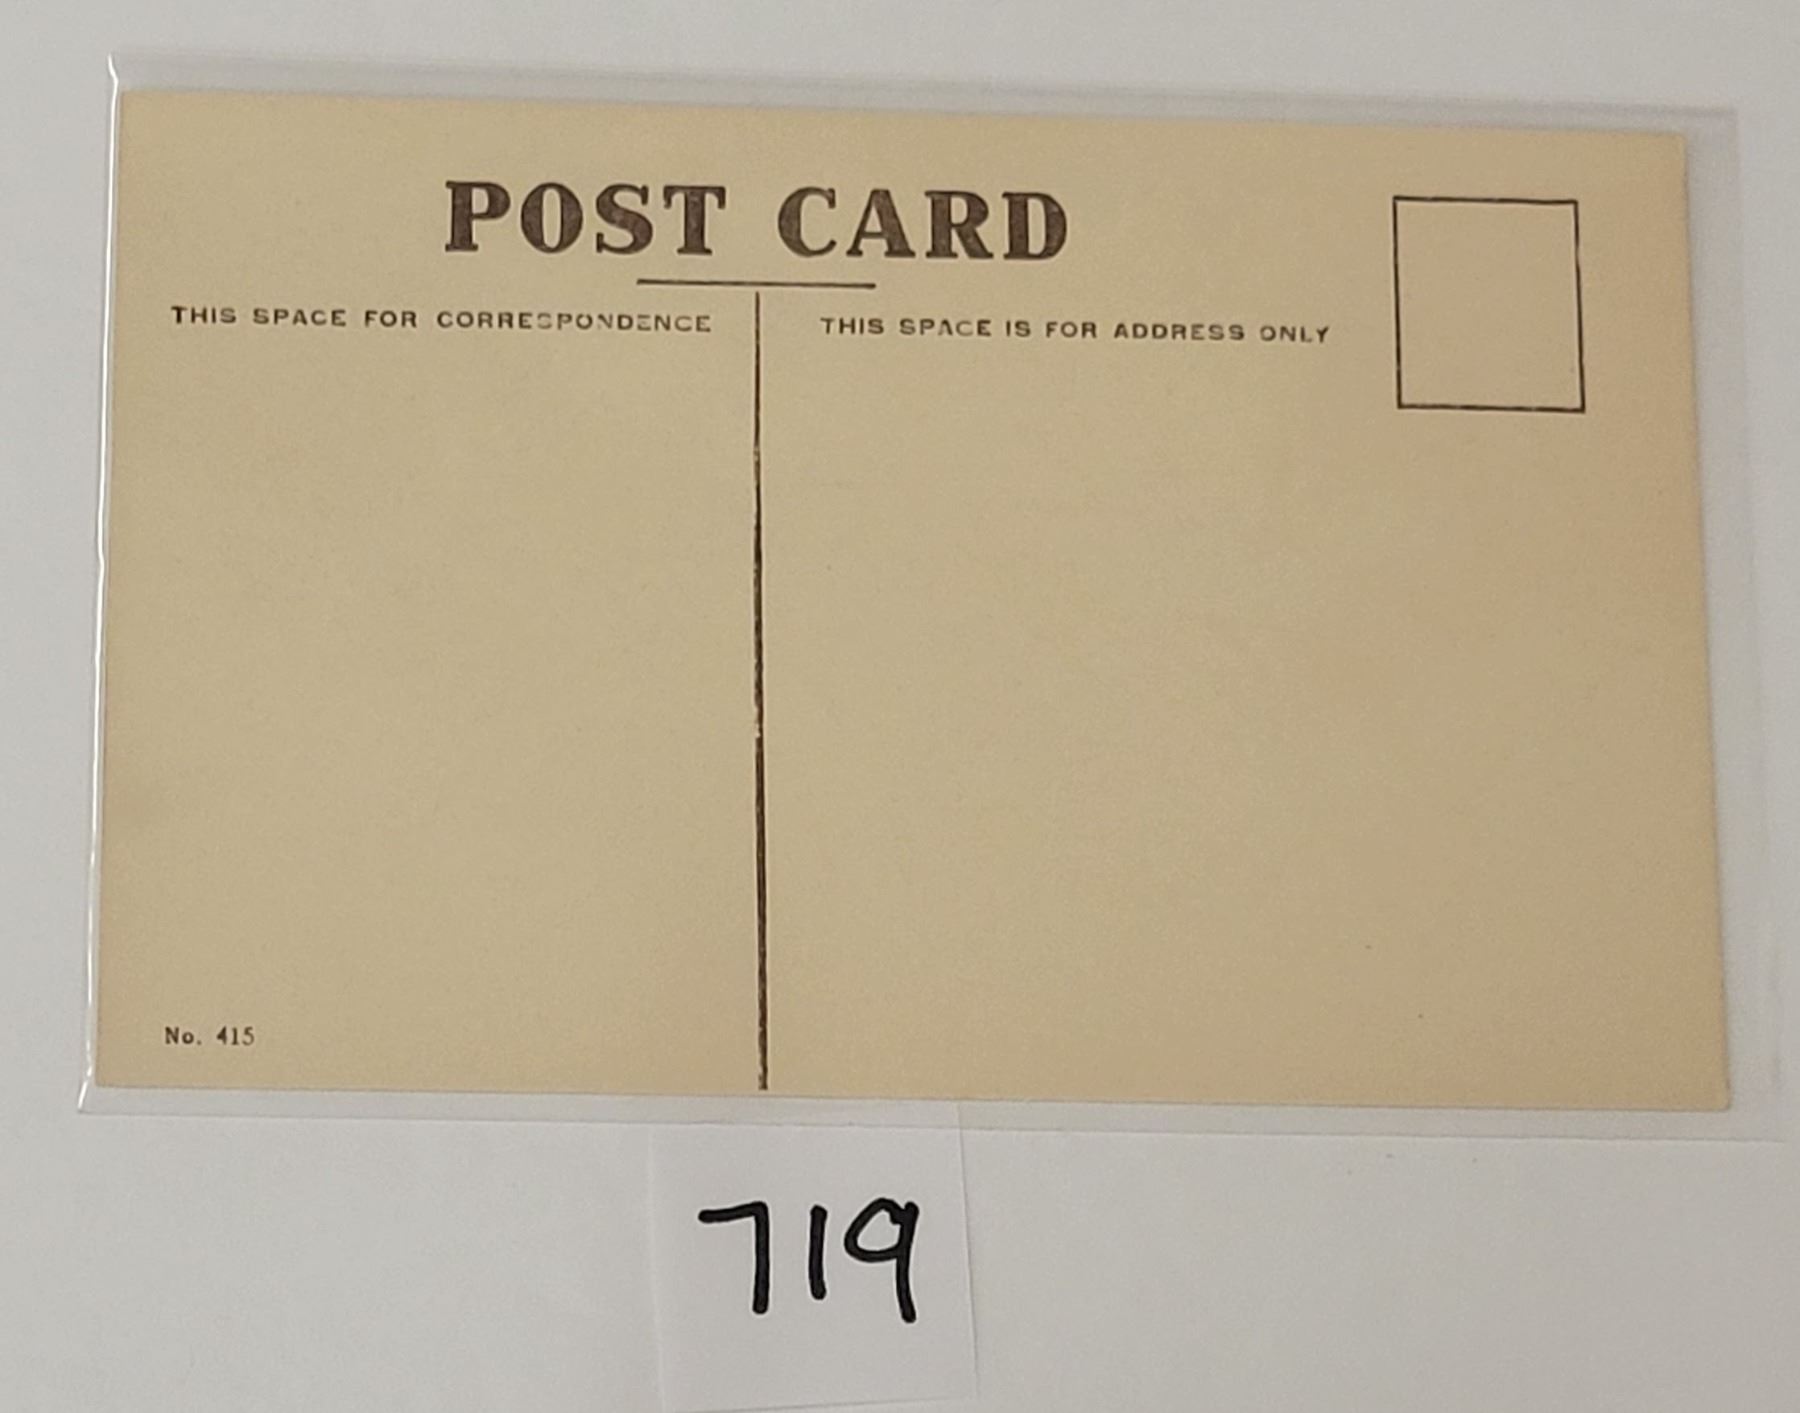 POST CARD
THIS SPACE FOR CORRESPONDENCE
THIS SPACE IS FOR ADDRESS ONLY
No. 415
719